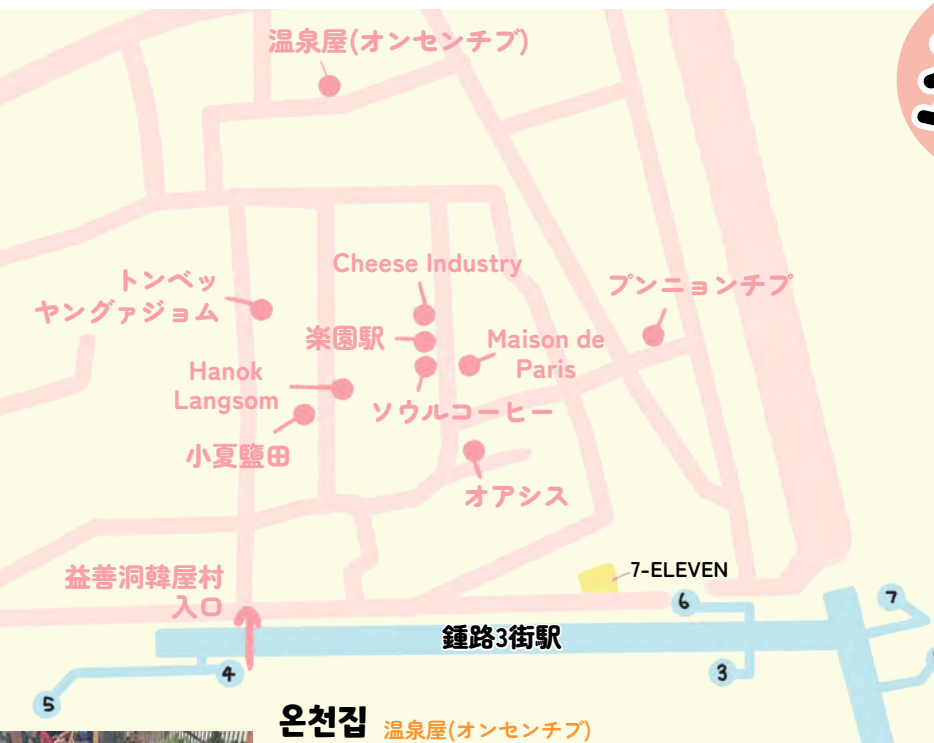 温泉屋(オンセンチブ)
Cheese Industry
トンベッ
ヤングァジョム
プンニョンチプ
楽園駅
Maison de
Paris
Hanok
Langsom
ソウルコーヒー
小夏鹽田
オアシス
益善洞韓屋村
入口
7-ELEVEN
6
7
鍾路3街駅
4
3
5
온천집 温泉屋(オンセンチブ)